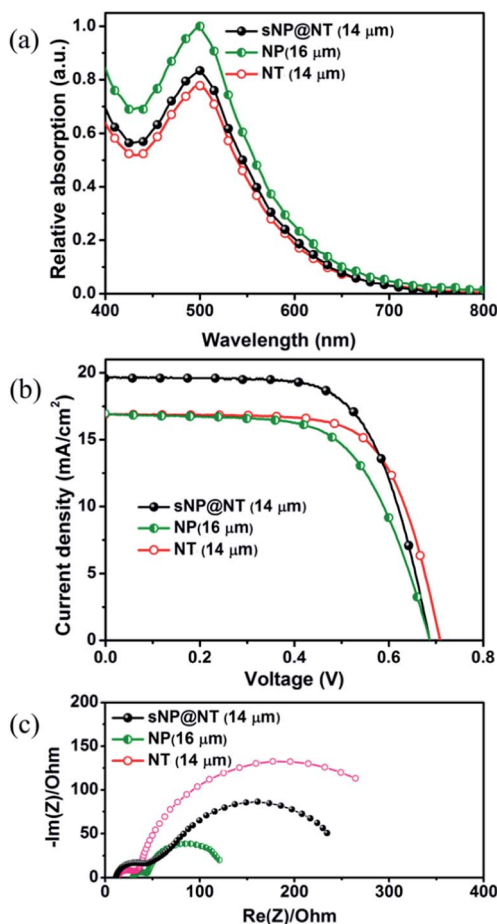 (a)
sNP@NT (14 μm)
NP(16 μm)
NT (14 μm)
1.0
0.8
0.6
0.4
0.2
0.0
Relative absorption (a.u.)
400 500 600 700 800
Wavelength (nm)
(b)
20
15
10
5
0
Current density (mA/cm²)
sNP@NT (14 μm)
NP(16 μm)
NT (14 μm)
0.0 0.2 0.4 0.6 0.8
Voltage (V)
(c)
200
150
100
50
0
-Im(Z)/Ohm
sNP@NT (14 μm)
NP(16 μm)
NT (14 μm)
0 100 200 300 400
Re(Z)/Ohm